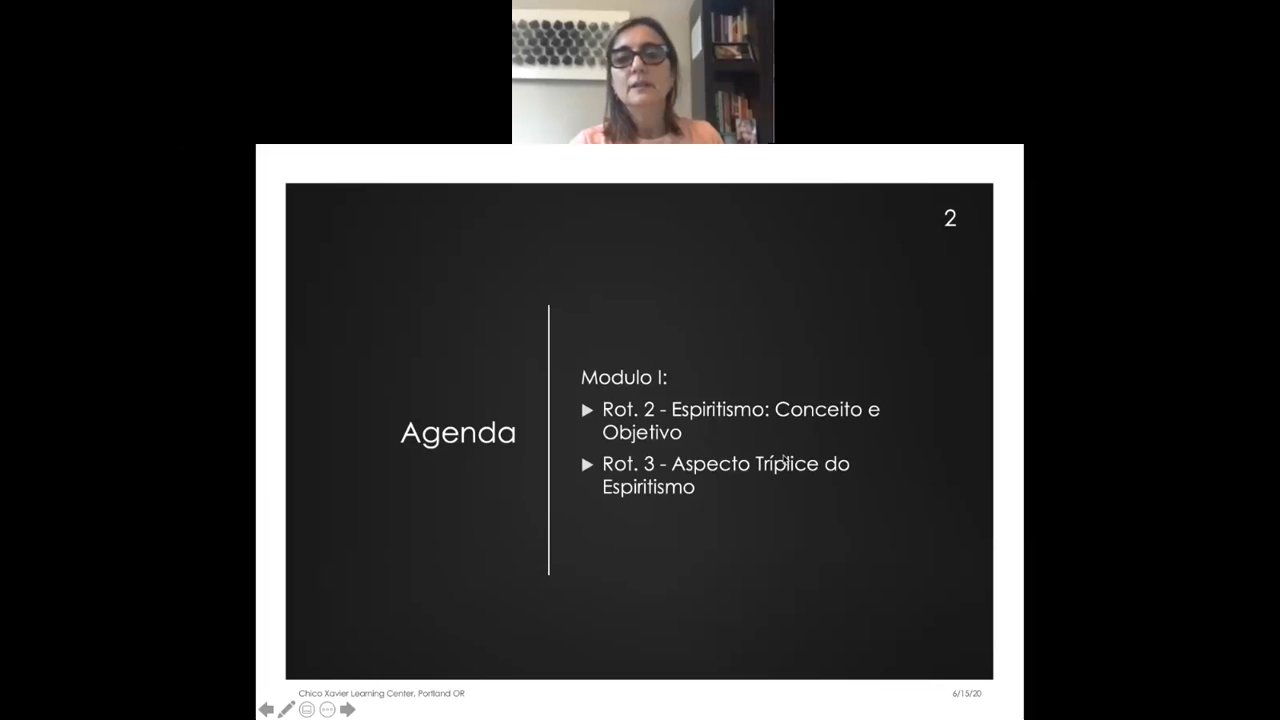 2
Agenda
Modulo I:
Rot. 2 - Espiritismo: Conceito e
Objetivo
Rot. 3 - Aspecto Tríplice do
Espiritismo
Chico Xavier Learning Center, Portland OR
6/15/20